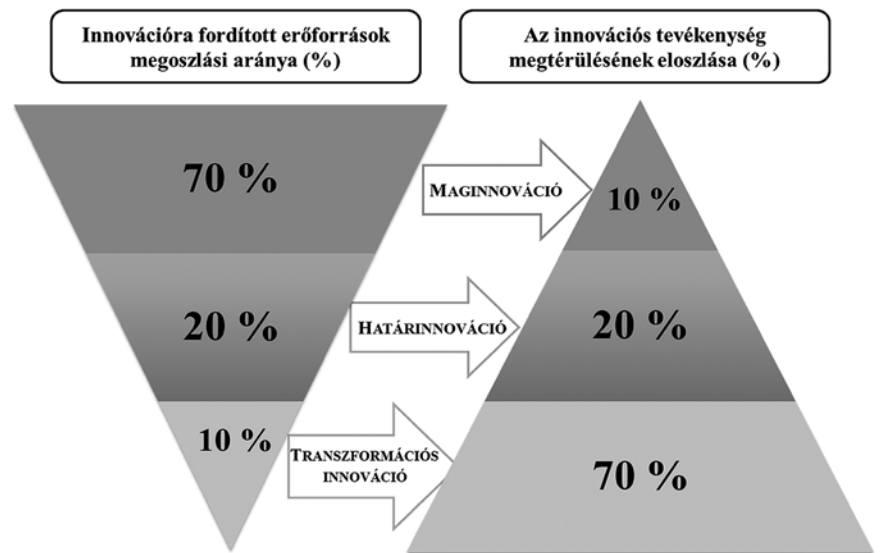 Innovációra fordított erőforrások
megoszlási aránya (%)
Az innovációs tevékenység
megtérülésének eloszlása (%)
70 %
MAGINNOVÁCIÓ
10 %
20 %
HATÁRINNOVÁCIÓ
20 %
10 %
TRANSZFORMÁCIÓS
INNOVÁCIÓ
70 %